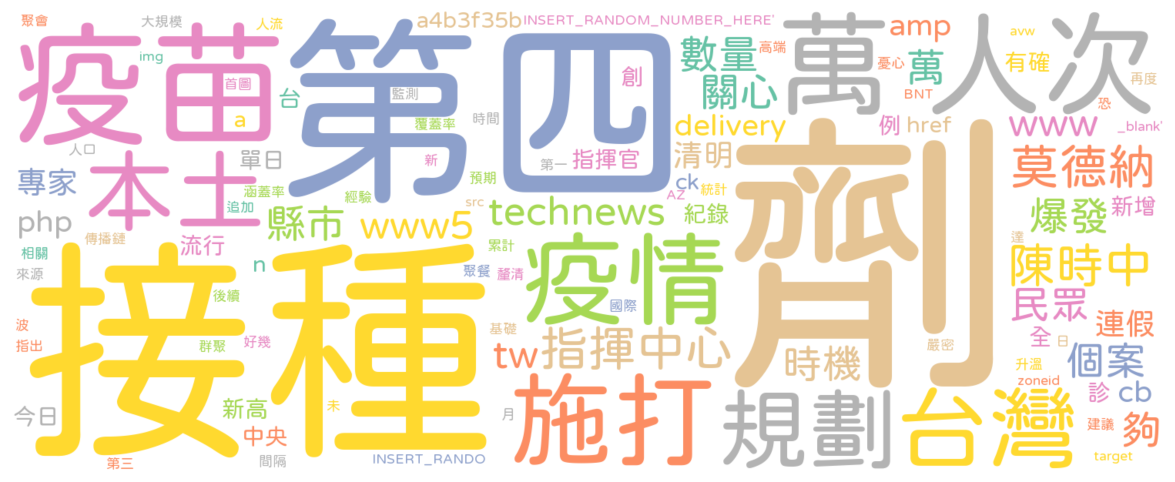 聚會 大規模 人流 a4b3f35b INSERT_RANDOM_NUMBER_HERE'
疫苗 第四 萬人次
img 首圖 台 監測 創 數量 高端 amp avw
關心 憂心 萬 有確 再度
a 覆蓋率 時間 BNT 恐
人口 單日 新 第一 指揮官 delivery 例 href www _blank'
專家 本土 涵蓋率 經驗 預期 清明 劑 莫德納
追加 src AZ ck 統計
php 縣市 www5 technews 紀錄 爆發 新增
傳播鏈 流行 達
相關 n 累計 疫情 陳時中
來源 接種 聚餐 釐清
後續 國際 民眾
波 基礎 全 日 連假
指出 群聚 好幾 tw 指揮中心 時機 嚴密 個案
升溫
今日 新高 未 月 施打 規劃 台灣 zoneid 診 cb
中央 建議 夠
第三 間隔 INSERT_RANDO target